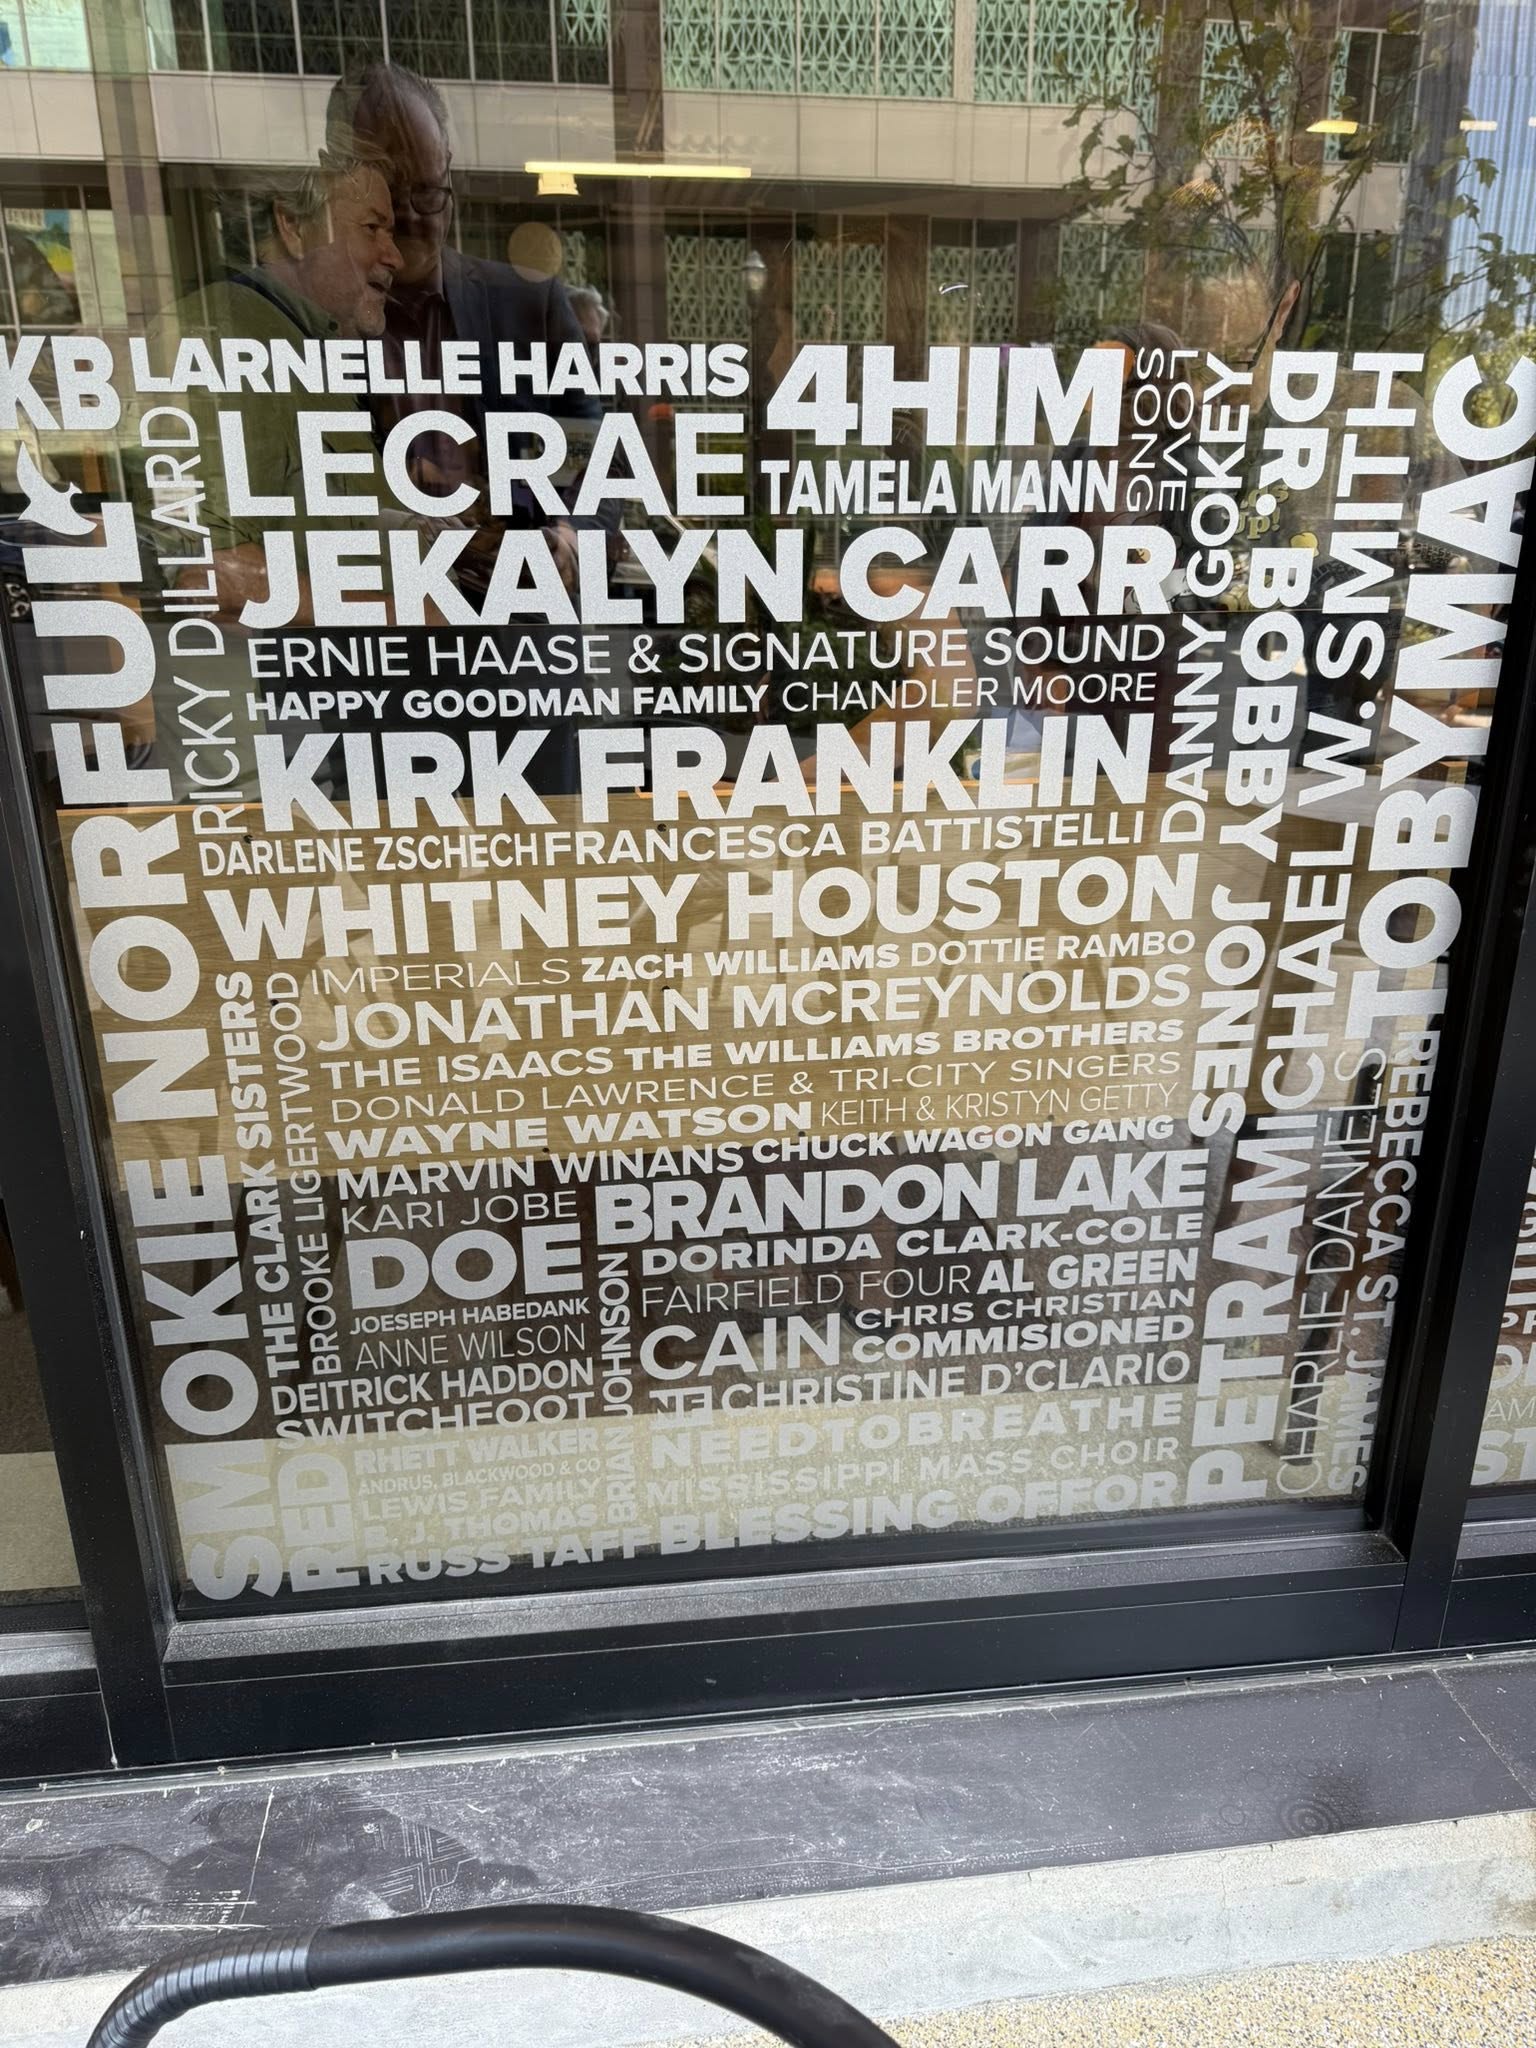 KB
LARNELLE HARRIS
4HIM
LOVE
SONG
LECRAE
TAMELA MANN
JEKALYN CARR
ERNIE HAASE & SIGNATURE SOUND
HAPPY GOODMAN FAMILY
CHANDLER MOORE
KIRK FRANKLIN
DARLENE ZSCHECH
FRANCESCA BATTISTELLI
WHITNEY HOUSTON
IMPERIALS
ZACH WILLIAMS
DOTTIE RAMBO
JONATHAN MCREYNOLDS
THE ISAACS
THE WILLIAMS BROTHERS
DONALD LAWRENCE & TRI-CITY SINGERS
WAYNE WATSON
KEITH & KRISTYN GETTY
MARVIN WINANS
CHUCK WAGON GANG
KARI JOBE
BRANDON LAKE
DOE
DORINDA CLARK-COLE
FAIRFIELD FOUR
AL GREEN
JOESEPH HABEDANK
CHRIS CHRISTIAN
ANNE WILSON
CAIN
COMMMISIONED
DEITRICK HADDON
CHRISTINE D'CLARIO
SWITCHFOOT
NE
NEEDTOBREATHE
RHETT WALKER
ANDRUS, BLACKWOOD & CO
MISSISSIPPI MASS CHOIR
LEWIS FAMILY
B. J. THOMAS
RUSS TAFF
BLESSING OFFOR
SMOKIE NORFUL
RICKY DILLARD
THE CLARK SISTERS
BROOKE LIGERTWOOD
RED
BRIAN JOHNSON
DANNY GOKEY
DR. BOBBY JONES
PETRA
MICHAEL W. SMITH
CHARLIE DANIELS
TOBYMAC
REBECCA ST. JAMES